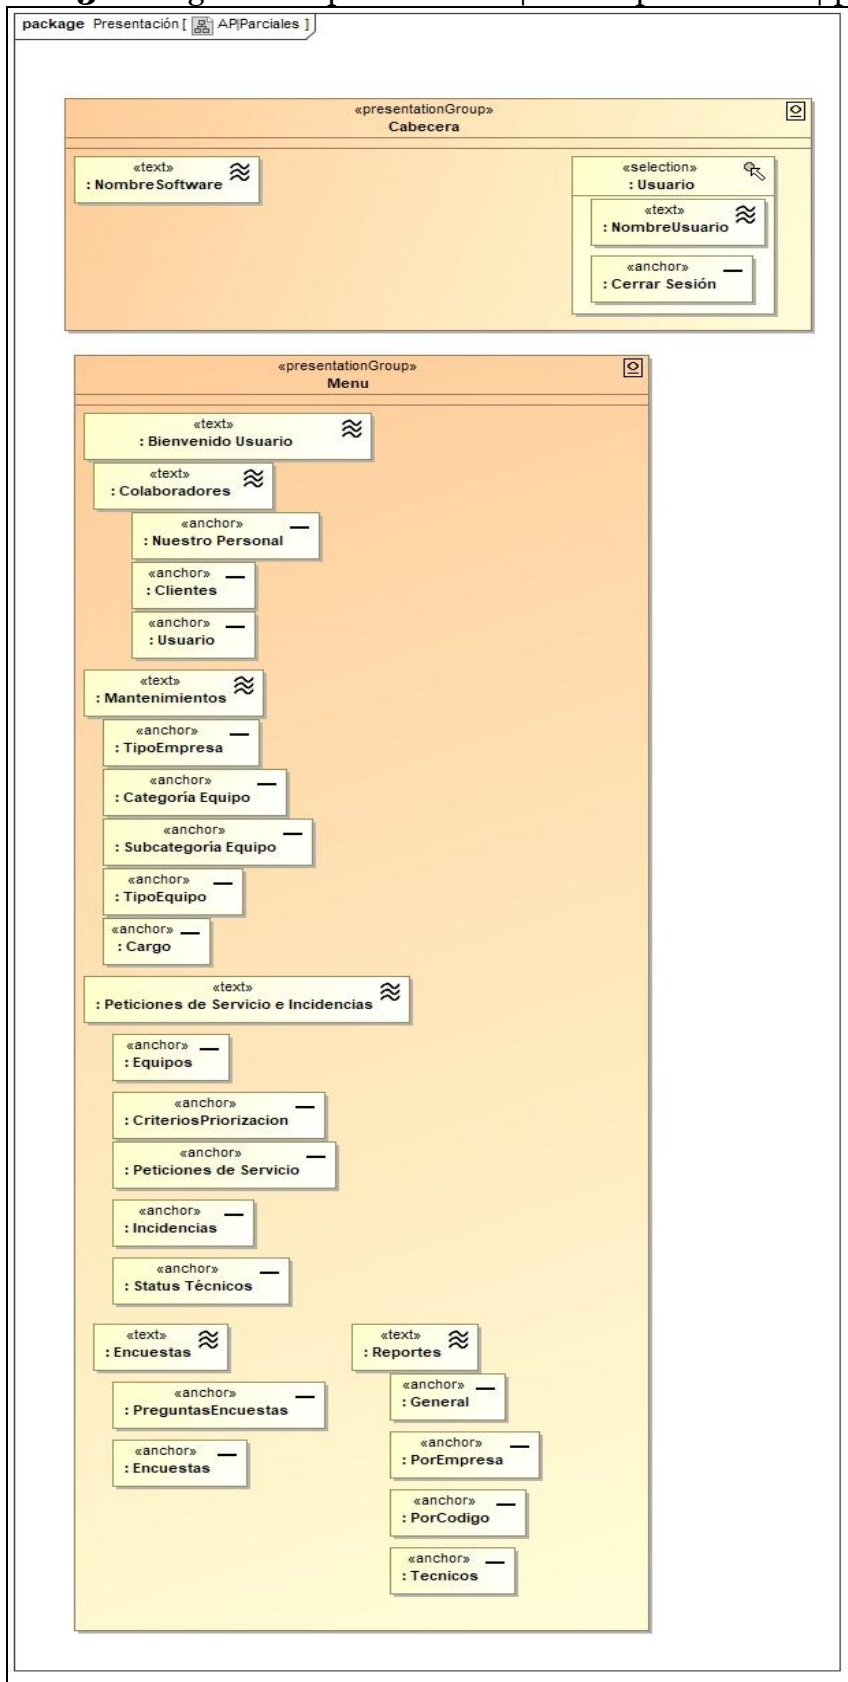 package Presentación [ AP|Parciales ]
«presentationGroup»
Cabecera
«text»
: NombreSoftware
«selection»
: Usuario
«text»
: NombreUsuario
«anchor»
: Cerrar Sesión
«presentationGroup»
Menu
«text»
: Bienvenido Usuario
«text»
: Colaboradores
«anchor»
: Nuestro Personal
«anchor»
: Clientes
«anchor»
: Usuario
«text»
: Mantenimientos
«anchor»
: TipoEmpresa
«anchor»
: Categoría Equipo
«anchor»
: Subcategoría Equipo
«anchor»
: TipoEquipo
«anchor»
: Cargo
«text»
: Peticiones de Servicio e Incidencias
«anchor»
: Equipos
«anchor»
: CriteriosPriorizacion
«anchor»
: Peticiones de Servicio
«anchor»
: Incidencias
«anchor»
: Status Técnicos
«text»
: Encuestas
«anchor»
: PreguntasEncuestas
«anchor»
: Encuestas
«text»
: Reportes
«anchor»
: General
«anchor»
: PorEmpresa
«anchor»
: PorCodigo
«anchor»
: Tecnicos